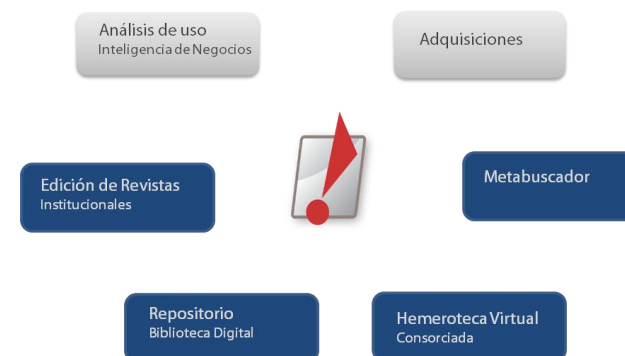 Análisis de uso
Inteligencia de Negocios
Adquisiciones
Edición de Revistas
Institucionales
Metabuscador
Repositorio
Biblioteca Digital
Hemeroteca Virtual
Consorciada